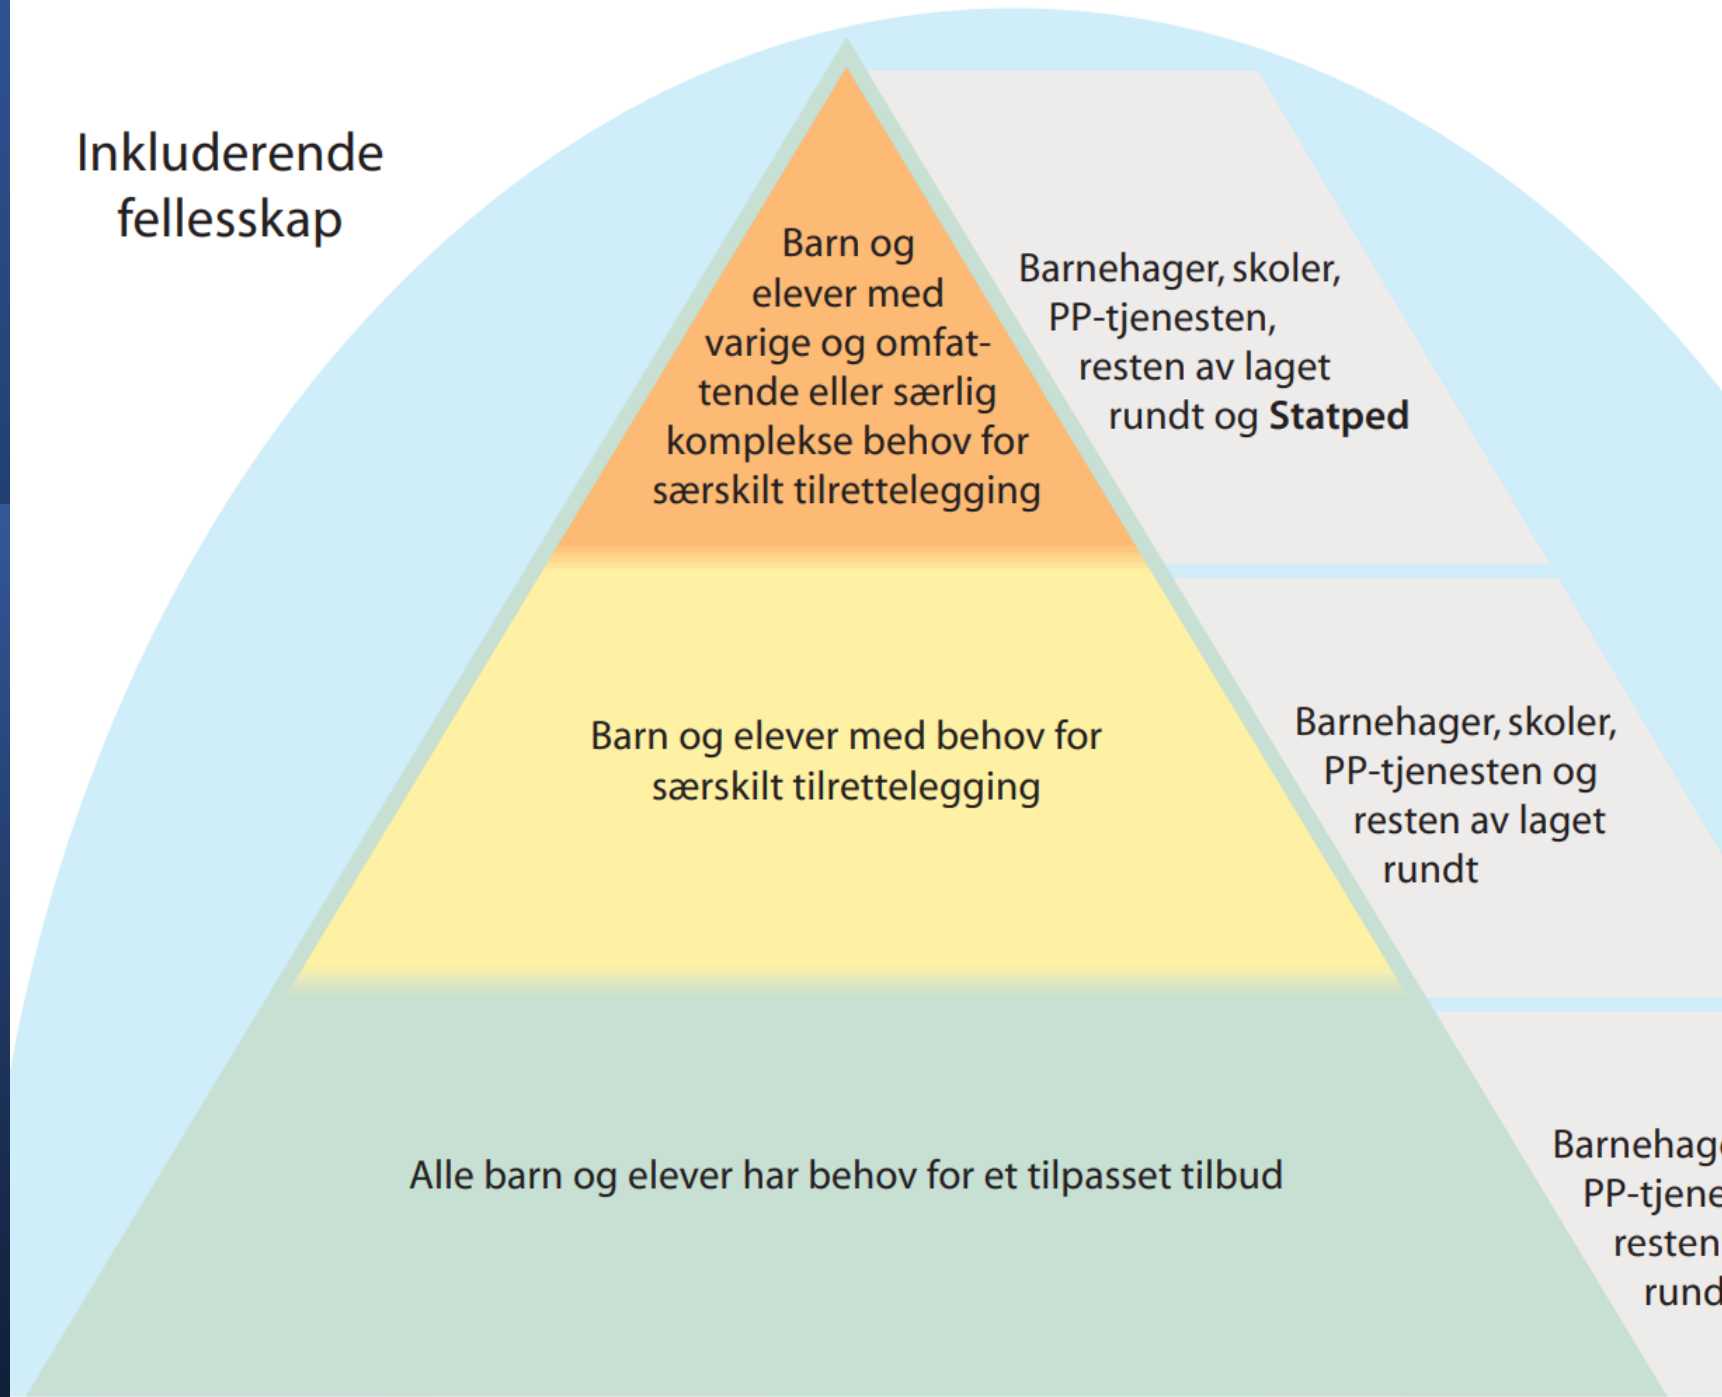 Inkluderende
fellesskap
Barn og
elever med
varige og omfat-
tende eller særlig
komplekse behov for
særskilt tilrettelegging
Barnehager, skoler,
PP-tjenesten,
resten av laget
rundt og Statped
Barn og elever med behov for
særskilt tilrettelegging
Barnehager, skoler,
PP-tjenesten og
resten av laget
rundt
Alle barn og elever har behov for et tilpasset tilbud
resten